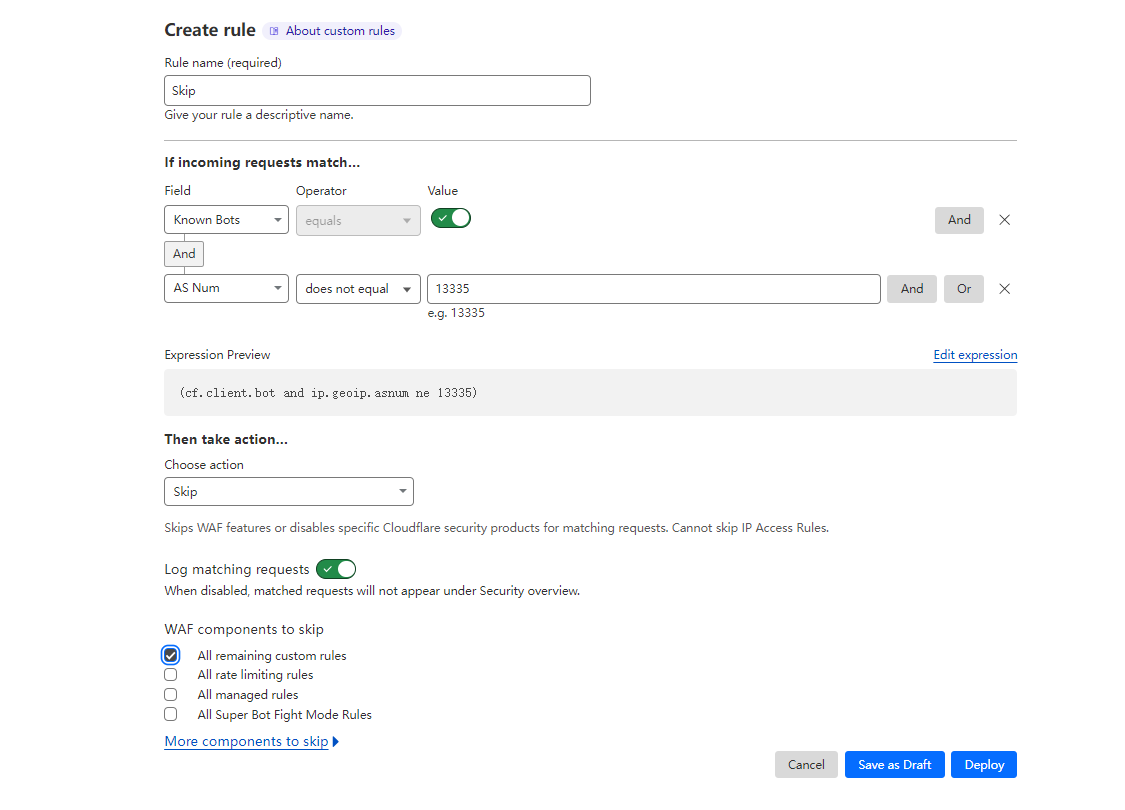 Create rule About custom rules
Rule name (required)
Skip
Give your rule a descriptive name.
If incoming requests match...
Field Operator Value
Known Bots equals And
And
AS Num does not equal 13335 And Or
e.g. 13335
Expression Preview Edit expression
(cf.client.bot and ip.geoip.asnum ne 13335)
Then take action...
Choose action
Skip
Skips WAF features or disables specific Cloudflare security products for matching requests. Cannot skip IP Access Rules.
Log matching requests
When disabled, matched requests will not appear under Security overview.
WAF components to skip
All remaining custom rules
All rate limiting rules
All managed rules
All Super Bot Fight Mode Rules
More components to skip
Cancel Save as Draft Deploy